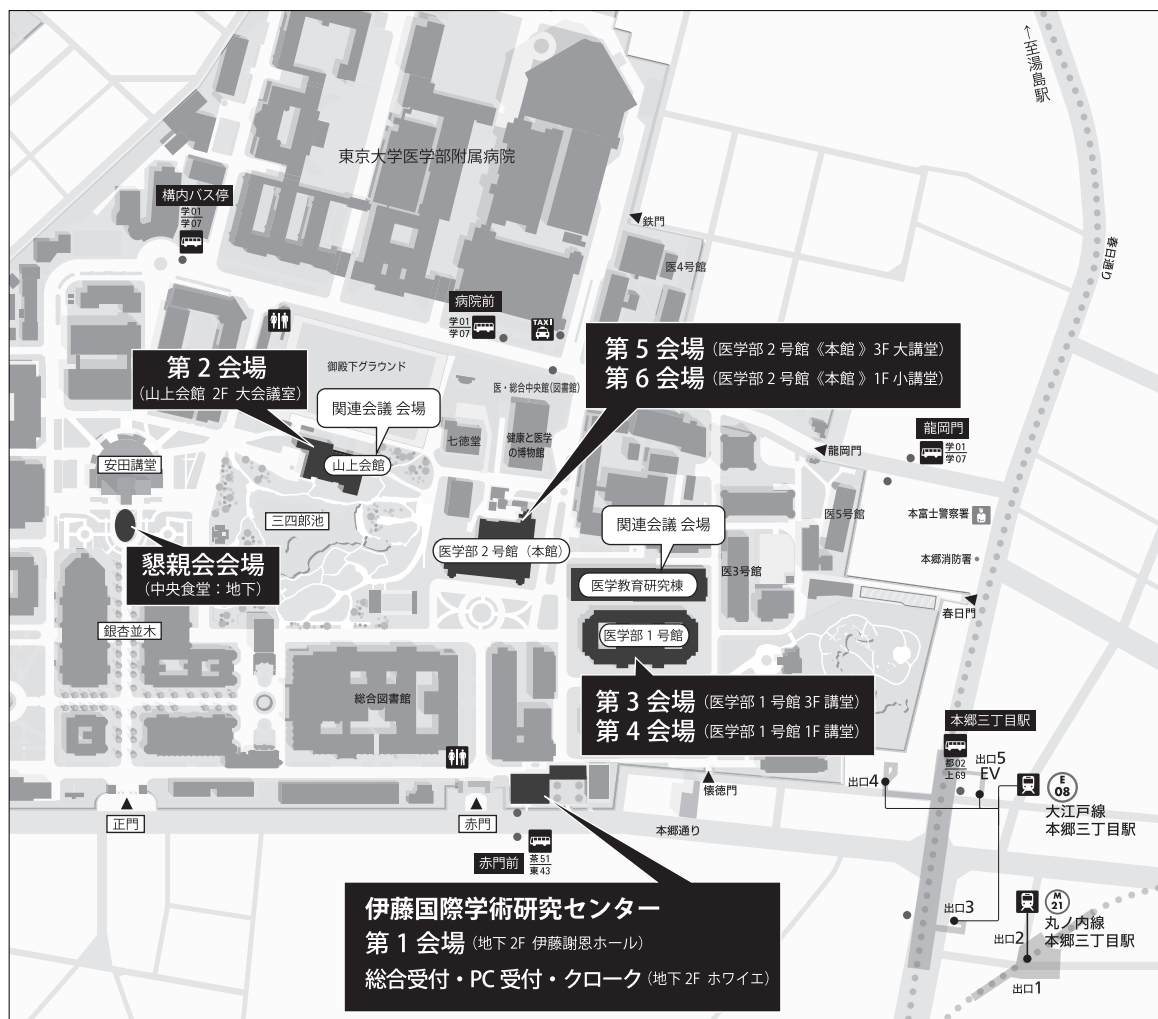 ←至湯島駅
東京大学医学部附属病院
構内バス停
学01
学07
鉄門
医4号館
春日通り
病院前
学01
学07
TAXI
第2会場
(山上会館 2F 大会議室)
御殿下グラウンド
関連会議 会場
山上会館
医・総合中央館(図書館)
第5会場(医学部2号館《本館》3F 大講堂)
第6会場(医学部2号館《本館》1F 小講堂)
七徳堂
健康と医学
の博物館
龍岡門
龍岡門
学01
学07
安田講堂
三四郎池
医5号館
本富士警察署
関連会議 会場
医学部2号館(本館)
本郷消防署
懇親会会場
(中央食堂:地下)
医学教育研究棟
医3号館
春日門
銀杏並木
医学部1号館
総合図書館
第3会場(医学部1号館 3F 講堂)
第4会場(医学部1号館 1F 講堂)
本郷三丁目駅
都02
上69
出口5
EV
出口4
E
08
大江戸線
本郷三丁目駅
懐徳門
正門
赤門
本郷通り
赤門前
茶51
東43
伊藤国際学術研究センター
第1会場(地下2F 伊藤謝恩ホール)
総合受付・PC受付・クローク(地下2F ホワイエ)
出口3
M
21
丸ノ内線
本郷三丁目駅
出口2
出口1